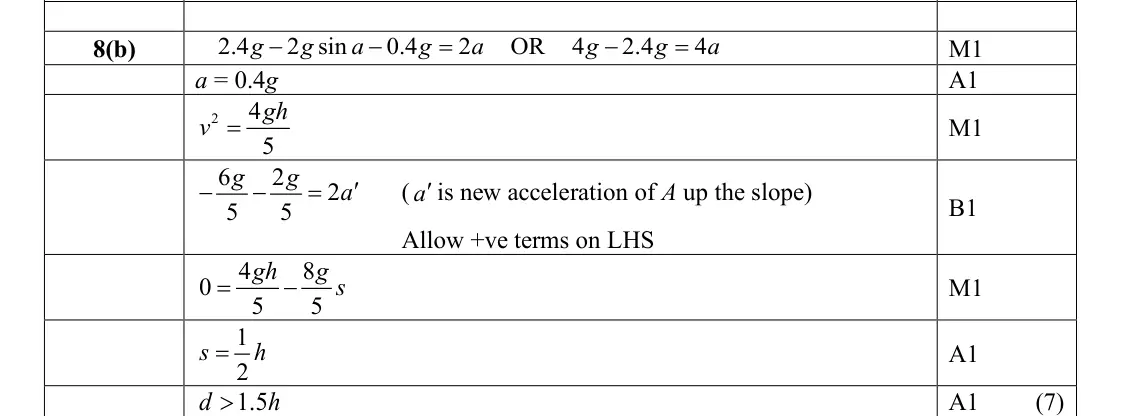 8(b) 2.4g − 2g sin a − 0.4g = 2a OR 4g − 2.4g = 4a M1
a = 0.4g A1
v² = 4gh/5 M1
−6g/5 − 2g/5 = 2a′ (a′ is new acceleration of A up the slope) B1
Allow +ve terms on LHS
0 = 4gh/5 − 8g/5 s M1
s = 1/2 h A1
d > 1.5h A1 (7)